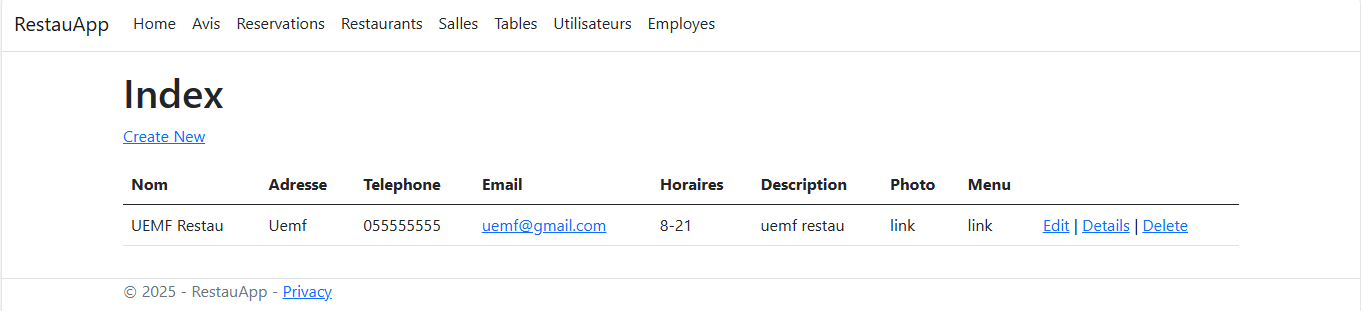 RestauApp Home Avis Reservations Restaurants Salles Tables Utilisateurs Employes
Index
Create New
Nom Adresse Telephone Email Horaires Description Photo Menu
UEMF Restau Uemf 055555555 uemf@gmail.com 8-21 uemf restau link link Edit | Details | Delete
© 2025 - RestauApp - Privacy